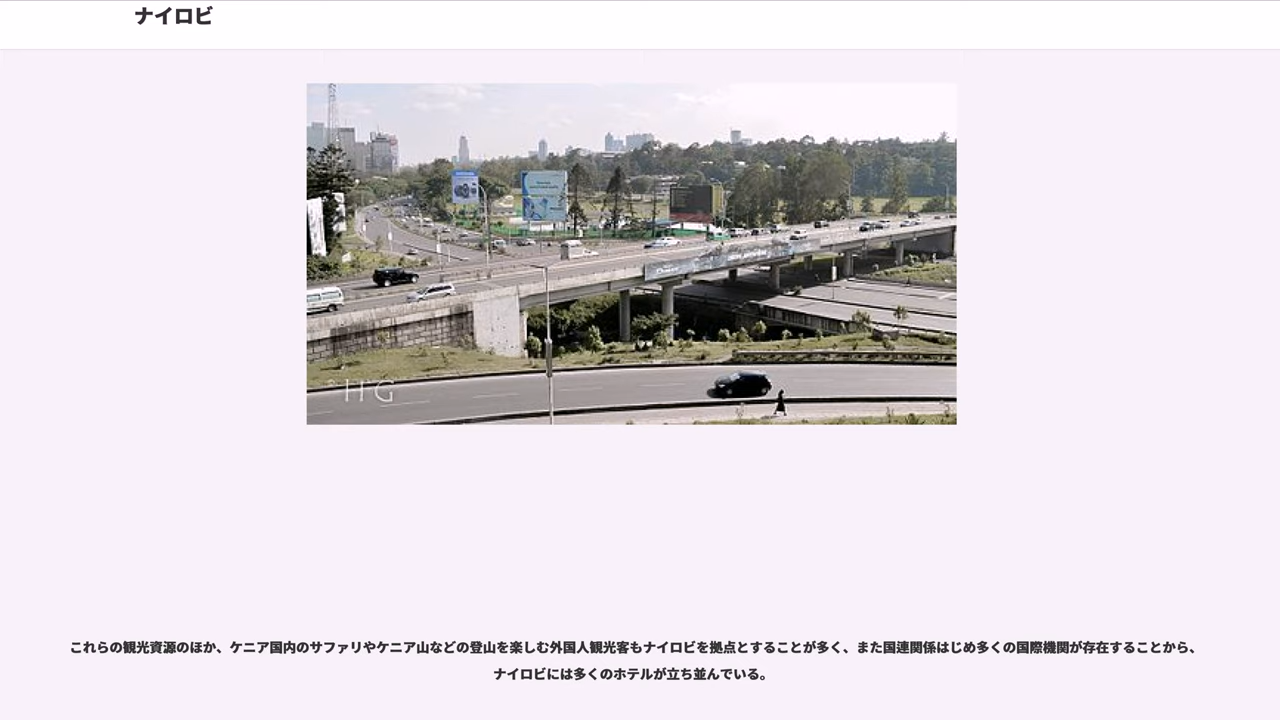 ナイロビ
HG
これらの観光資源のほか、ケニア国内のサファリやケニア山などの登山を楽しむ外国人観光客もナイロビを拠点とすることが多く、また国連関係はじめ多くの国際機関が存在することから、
ナイロビには多くのホテルが立ち並んでいる。